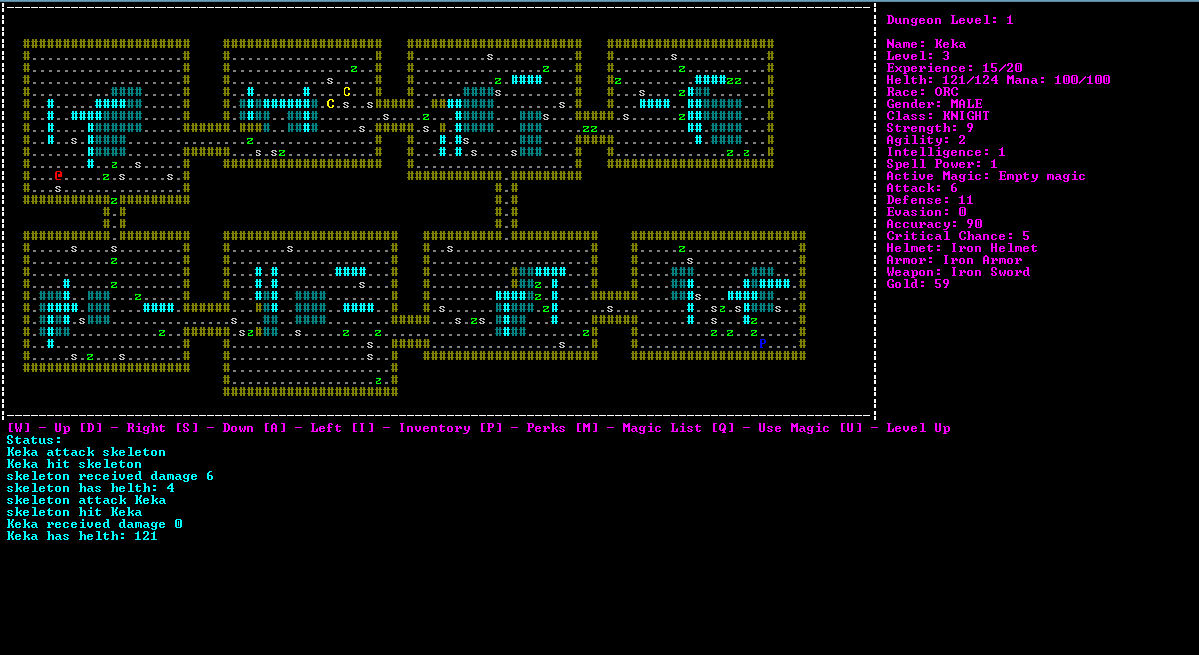 Dungeon Level: 1
Name: Keka
Level: 3
Experience: 15/20
Helth: 121/124 Mana: 100/100
Race: ORC
Gender: MALE
Class: KNIGHT
Strength: 9
Agility: 2
Intelligence: 1
Spell Power: 1
Active Magic: Empty magic
Attack: 6
Defense: 11
Evasion: 0
Accuracy: 90
Critical Chance: 5
Helmet: Iron Helmet
Armor: Iron Armor
Weapon: Iron Sword
Gold: 59
[W] - Up [D] - Right [S] - Down [A] - Left [I] - Inventory [P] - Perks [M] - Magic List [Q] - Use Magic [U] - Level Up
Status:
Keka attack skeleton
Keka hit skeleton
skeleton received damage 6
skeleton has helth: 4
skeleton attack Keka
skeleton hit Keka
Keka received damage 0
Keka has helth: 121